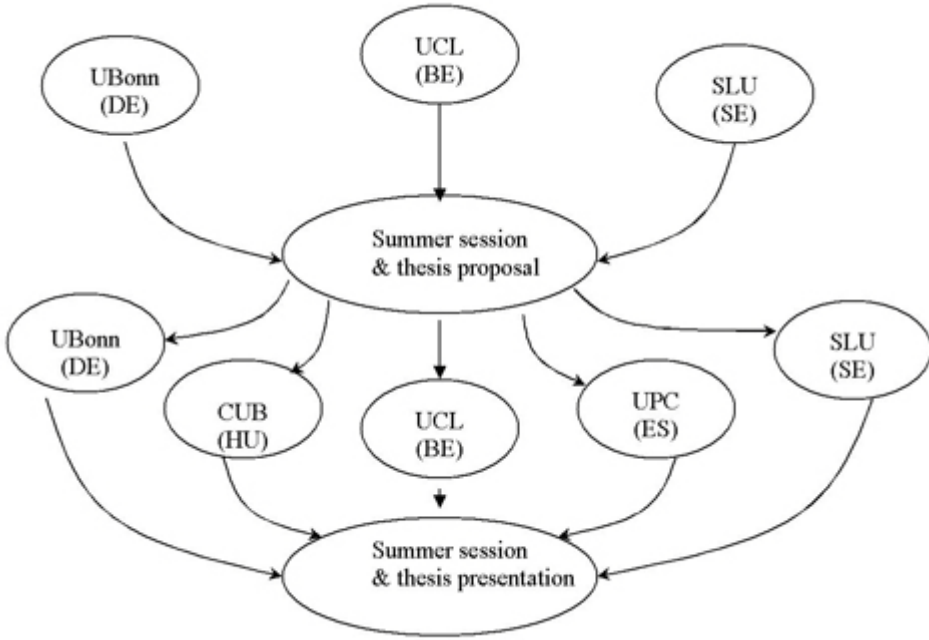 UBonn
(DE)
UCL
(BE)
SLU
(SE)
Summer session
& thesis proposal
UBonn
(DE)
CUB
(HU)
UCL
(BE)
UPC
(ES)
SLU
(SE)
Summer session
& thesis presentation